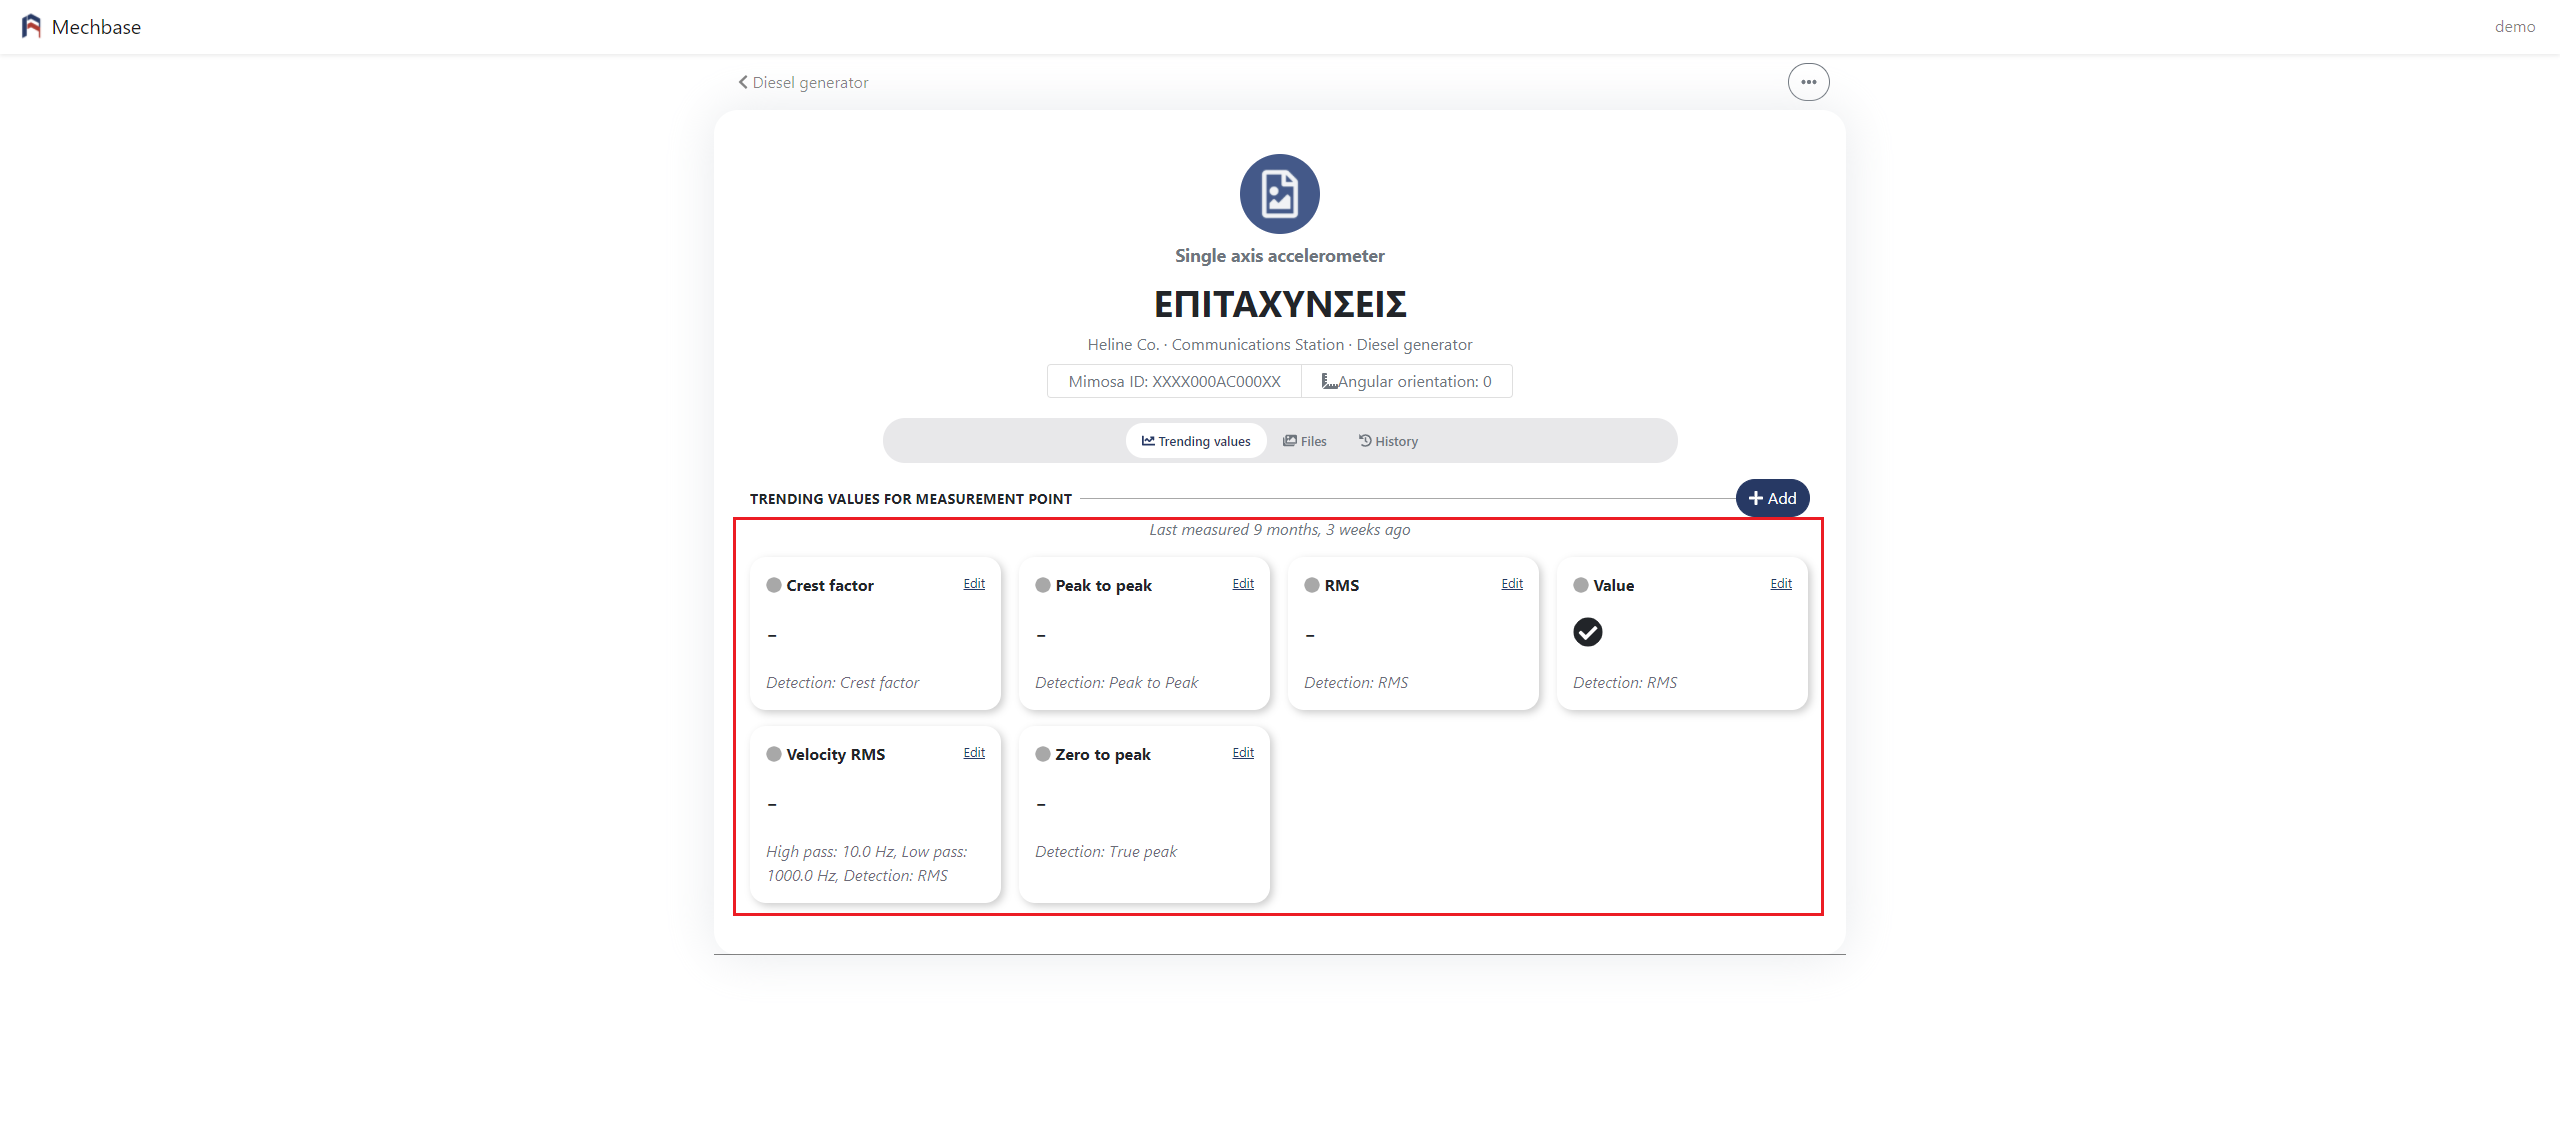 Mechbase
demo
Diesel generator
Single axis accelerometer
ΕΠΙΤΑΧΥΝΣΕΙΣ
Heline Co. · Communications Station · Diesel generator
Mimosa ID: XXXX000AC000XX
Angular orientation: 0
Trending values
Files
History
TRENDING VALUES FOR MEASUREMENT POINT
Add
Last measured 9 months, 3 weeks ago
Crest factor
Edit
-
Detection: Crest factor
Peak to peak
Edit
-
Detection: Peak to Peak
RMS
Edit
-
Detection: RMS
Value
Edit
Detection: RMS
Velocity RMS
Edit
-
High pass: 10.0 Hz, Low pass:
1000.0 Hz, Detection: RMS
Zero to peak
Edit
-
Detection: True peak